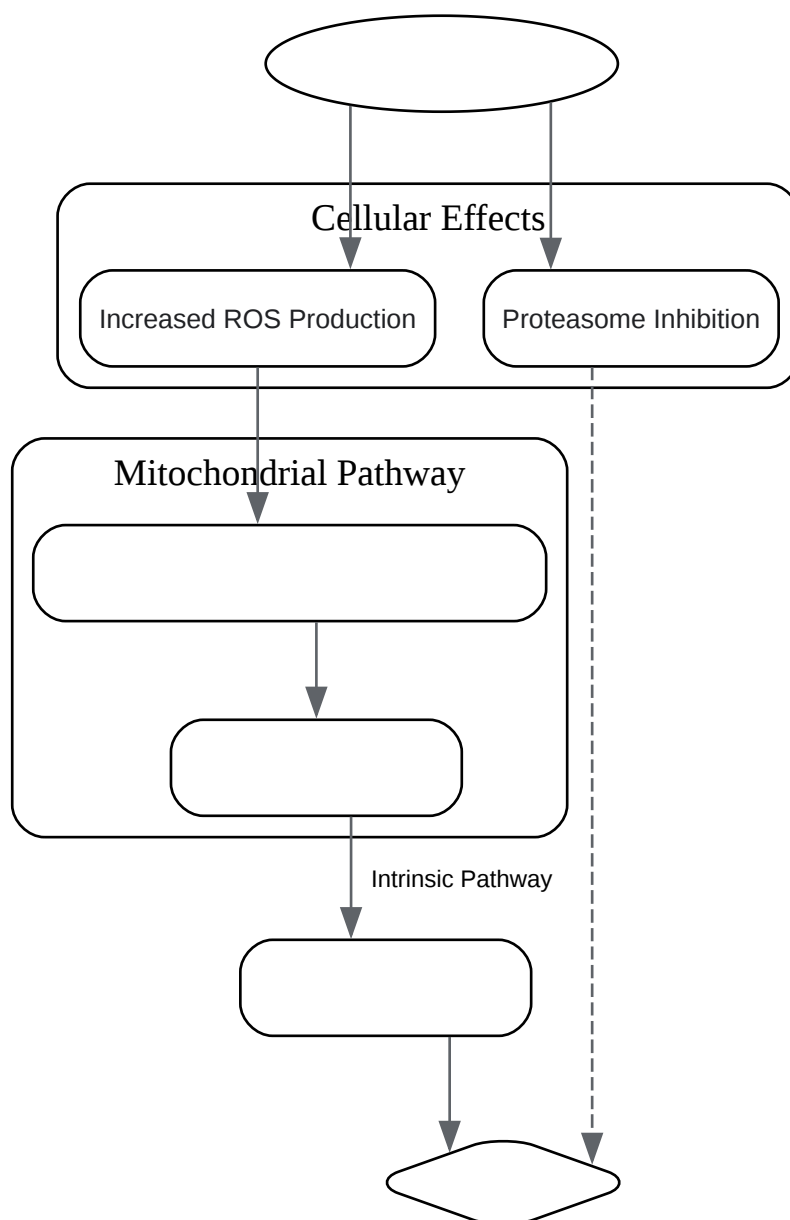 Cellular Effects
Increased ROS Production
Proteasome Inhibition
Mitochondrial Pathway
Intrinsic Pathway